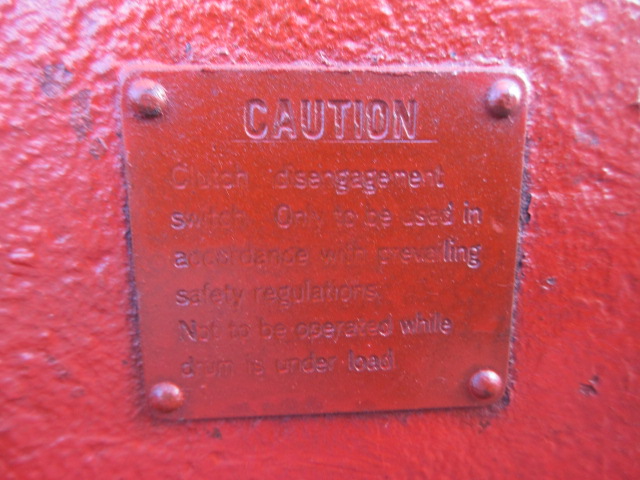 CAUTION
Clutch disengagement
switch. Only to be used in
accordance with prevailing
safety regulations.
Not to be operated while
drum is under load